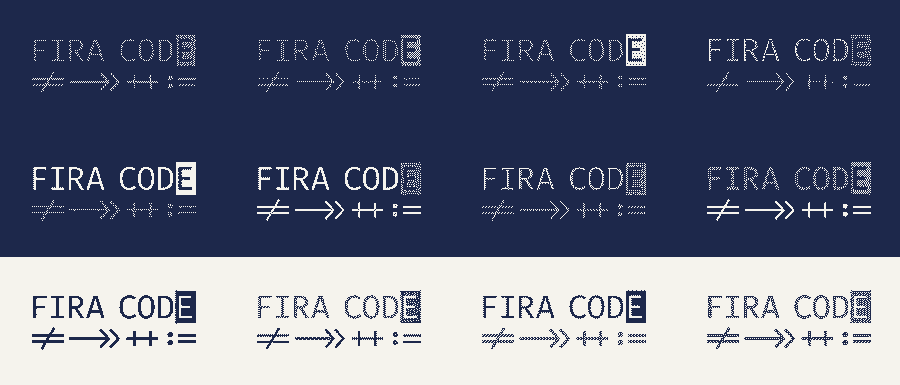 FIRA CODE FIRA CODE FIRA CODE FIRA CODE
≠ ->> ++ := ≠ ->> ++ := ≠ ->> ++ := ≠ ->> ++ :=
FIRA CODE FIRA CODE FIRA CODE FIRA CODE
≠ ->> ++ := ≠ ->> ++ := ≠ ->> ++ := ≠ ->> ++ :=
FIRA CODE FIRA CODE FIRA CODE FIRA CODE
≠ ->> ++ := ≠ ->> ++ := ≠ ->> ++ := ≠ ->> ++ :=